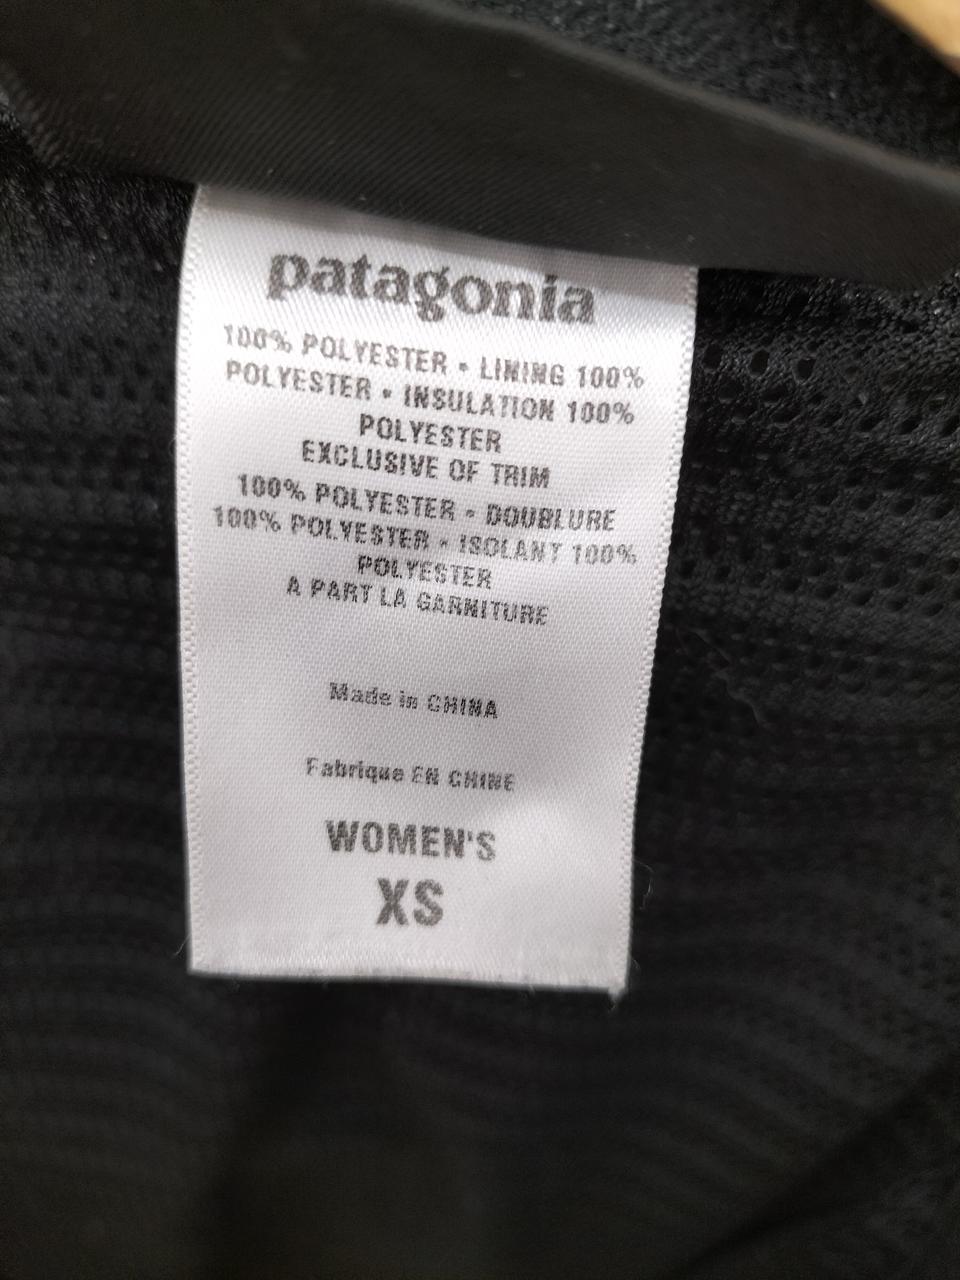 patagonia
100% POLYESTER • LINING 100%
POLYESTER • INSULATION 100%
POLYESTER
EXCLUSIVE OF TRIM
100% POLYESTER • DOUBLURE
100% POLYESTER • ISOLANT 100%
POLYESTER
A PART LA GARNITURE
Made in CHINA
Fabrique EN CHINE
WOMEN'S
XS